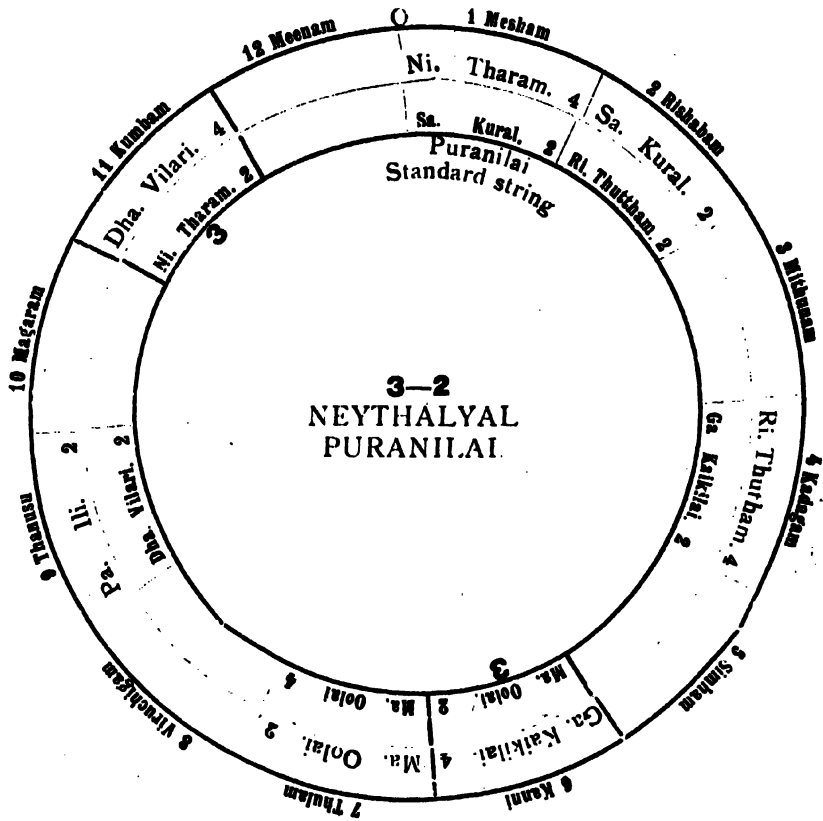 O
1 Mesham
2 Rishabam
3 Mithunam
4 Kadagam
5 Simham
6 Kanni
7 Thulam
8 Viruchigam
9 Thanusu
10 Magaram
11 Kumbam
12 Meenam
Ni. Tharam. 4
Sa. Kural. 2
Ri. Thutham. 4
Ga. Kaikilai. 4
Ma. Oolai. 2
Pa. Ili. 2
Dha. Vilari. 4
Sa. Kural. 2
Ri. Thuttham. 2
Ga Kaikilai. 2
Ma. Oolai. 2
3
Ma. Oolai 4
Dha. Vilari. 2
Ni. Tharam. 2
3
Puranilai
Standard string
3—2
NEYTHALYAL
PURANILAI.